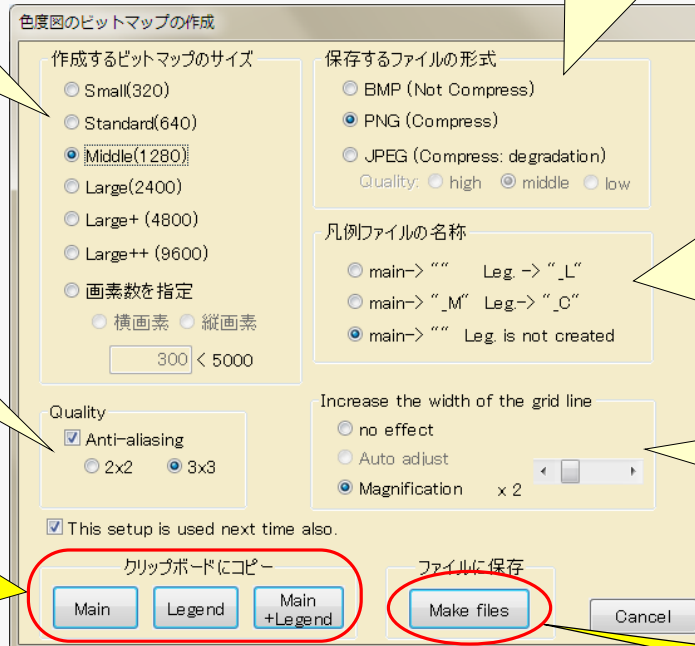 色度図のビットマップの作成
作成するビットマップのサイズ
Small(320)
Standard(640)
Middle(1280)
Large(2400)
Large+ (4800)
Large++ (9600)
画素数を指定
横画素 縦画素
300 < 5000
保存するファイルの形式
BMP (Not Compress)
PNG (Compress)
JPEG (Compress: degradation)
Quality: high middle low
凡例ファイルの名称
main-> "" Leg. -> "_L"
main-> "_M" Leg.-> "_C"
main-> "" Leg. is not created
Quality
Anti-aliasing
2x2 3x3
Increase the width of the grid line
no effect
Auto adjust
Magnification x 2
This setup is used next time also.
クリップボードにコピー
Main
Legend
Main
+Legend
ファイルに保存
Make files
Cancel